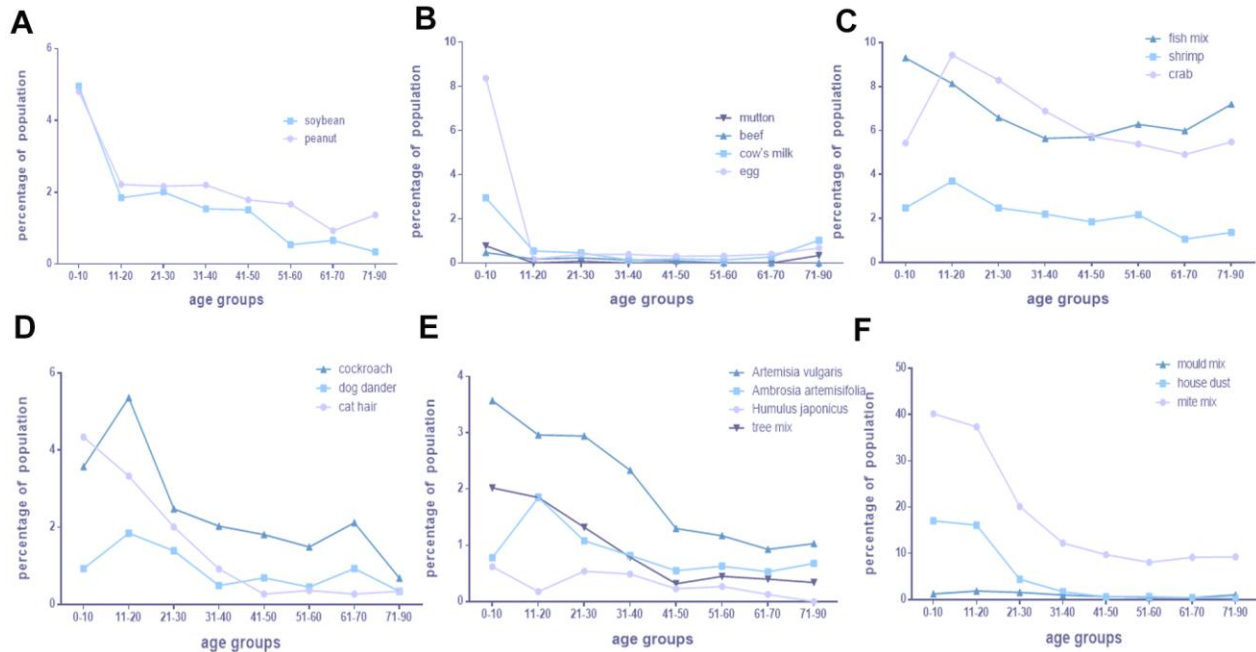 A
percentage of population
6
4
2
0
soybean
peanut
0-10 11-20 21-30 31-40 41-50 51-60 61-70 71-90
age groups
B
percentage of population
10
8
6
4
2
0
mutton
beef
cow's milk
egg
0-10 11-20 21-30 31-40 41-50 51-60 61-70 71-90
age groups
C
percentage of population
10
8
6
4
2
0
fish mix
shrimp
crab
0-10 11-20 21-30 31-40 41-50 51-60 61-70 71-90
age groups
D
percentage of population
6
4
2
0
cockroach
dog dander
cat hair
0-10 11-20 21-30 31-40 41-50 51-60 61-70 71-90
age groups
E
percentage of population
4
3
2
1
0
Artemisia vulgaris
Ambrosia artemisifolia
Humulus japonicus
tree mix
0-10 11-20 21-30 31-40 41-50 51-60 61-70 71-90
age groups
F
percentage of population
50
40
30
20
10
0
mould mix
house dust
mite mix
0-10 11-20 21-30 31-40 41-50 51-60 61-70 71-90
age groups